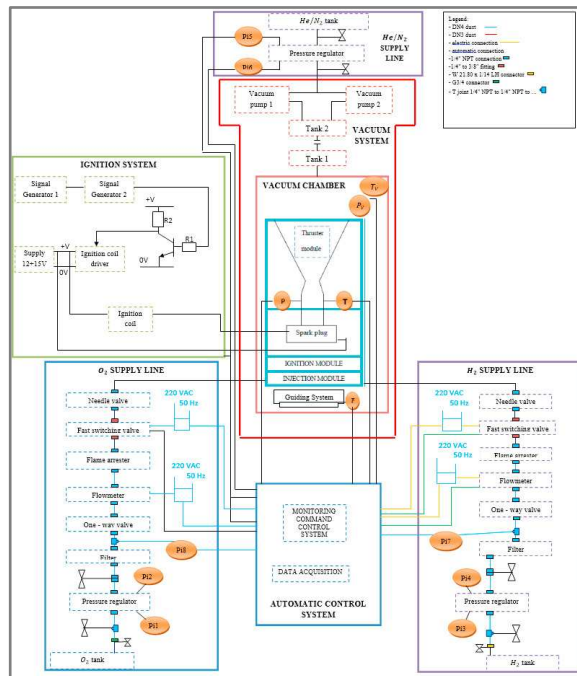 He/N₂ tank
Pi5
Pressure regulator
He/N₂
SUPPLY
LINE
Legend:
- DN4 duct
- DN3 duct
- electric connection
- automatic connection
-1/4" NPT connection
-1/4" to 3/8" fitting
-W 21.80 x 1/14 LH connector
-G3/4 connector
- T joint 1/4" NPT to 1/4" NPT to ...
Vacuum
pump 1
Vacuum
pump 2
Tank 2
VACUUM
SYSTEM
Tank 1
IGNITION SYSTEM
Signal
Generator 1
Signal
Generator 2
+V
R2
R1
0V
Supply
12÷15V
+V
0V
Ignition coil
driver
Ignition
coil
VACUUM CHAMBER
Thruster
module
P
T
Spark plug
IGNITION MODULE
INJECTION MODULE
Guiding System
F
O₂ SUPPLY LINE
Needle valve
220 VAC
50 Hz
Fast switching valve
Flame arrester
220 VAC
50 Hz
Flowmeter
One - way valve
Pi8
Filter
Pi2
Pressure regulator
Pi1
O₂ tank
MONITORING
COMMAND
CONTROL
SYSTEM
DATA ACQUISITION
AUTOMATIC CONTROL
SYSTEM
H₂ SUPPLY LINE
220 VAC
50 Hz
Needle valve
Fast switching valve
220 VAC
50 Hz
Flame arrester
Flowmeter
One - way valve
Pi7
Filter
Pi4
Pressure regulator
Pi3
H₂ tank